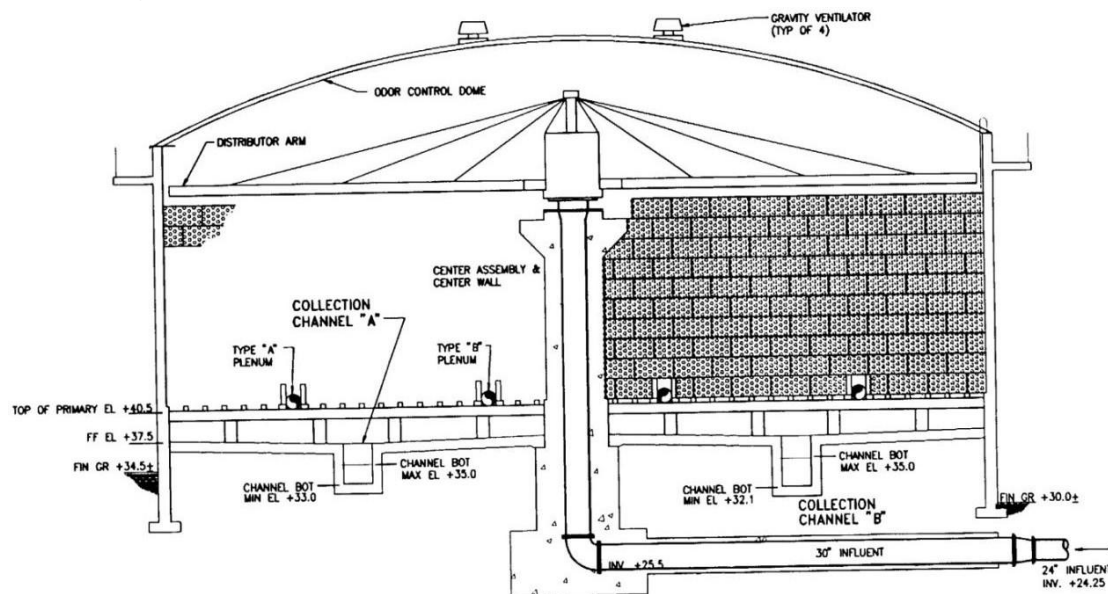 GRAVITY VENTILATOR
(TYP OF 4)
ODOR CONTROL DOME
DISTRIBUTOR ARM
CENTER ASSEMBLY &
CENTER WALL
COLLECTION
CHANNEL "A"
TYPE "A"
PLENUM
TYPE "B"
PLENUM
TOP OF PRIMARY EL +40.5
FF EL +37.5
FIN GR +34.5±
CHANNEL BOT
MAX EL +35.0
CHANNEL BOT
MIN EL +33.0
CHANNEL BOT
MAX EL +35.0
CHANNEL BOT
MIN EL +32.1
COLLECTION
CHANNEL "B"
FIN GR +30.0±
INV. +25.5
30" INFLUENT
24" INFLUENT
INV. +24.25